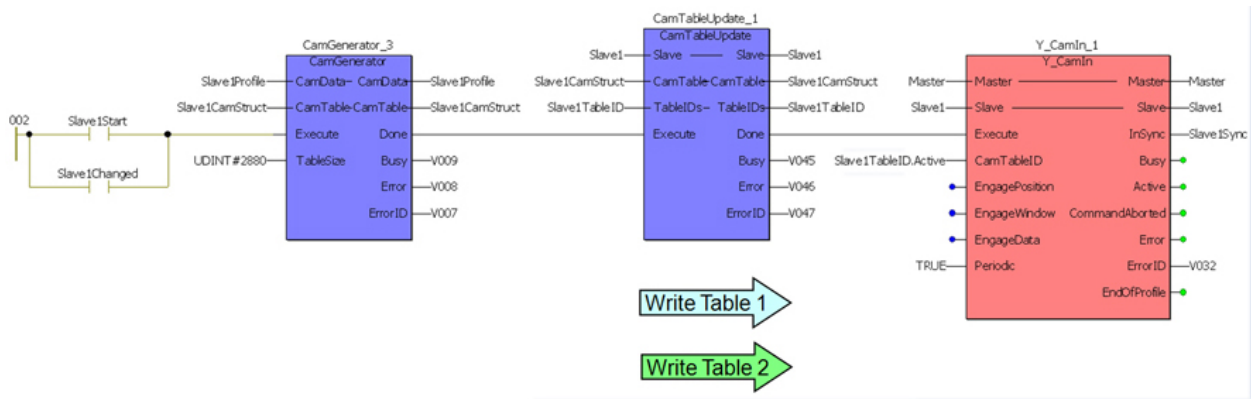 CamGenerator_3
CamGenerator
Slave1Profile CamData CamData Slave1Profile
Slave1CamStruct CamTable CamTable Slave1CamStruct
002 Slave1Start Execute Done
UDINT#2880 TableSize Busy V009
Slave1Changed
Error V008
ErrorID V007
CamTableUpdate_1
CamTableUpdate
Slave1 Slave Slave Slave1
Slave1CamStruct CamTable CamTable Slave1CamStruct
Slave1TableID TableIDs TableIDs Slave1TableID
Execute Done
Busy V045
Error V046
ErrorID V047
Y_CamIn_1
Y_CamIn
Master Master Master Master
Slave1 Slave Slave Slave1
Execute InSync Slave1Sync
Slave1TableID.Active CamTableID Busy
EngagePosition Active
EngageWindow CommandAborted
EngageData Error
TRUE Periodic ErrorID V032
EndOfProfile
Write Table 1
Write Table 2